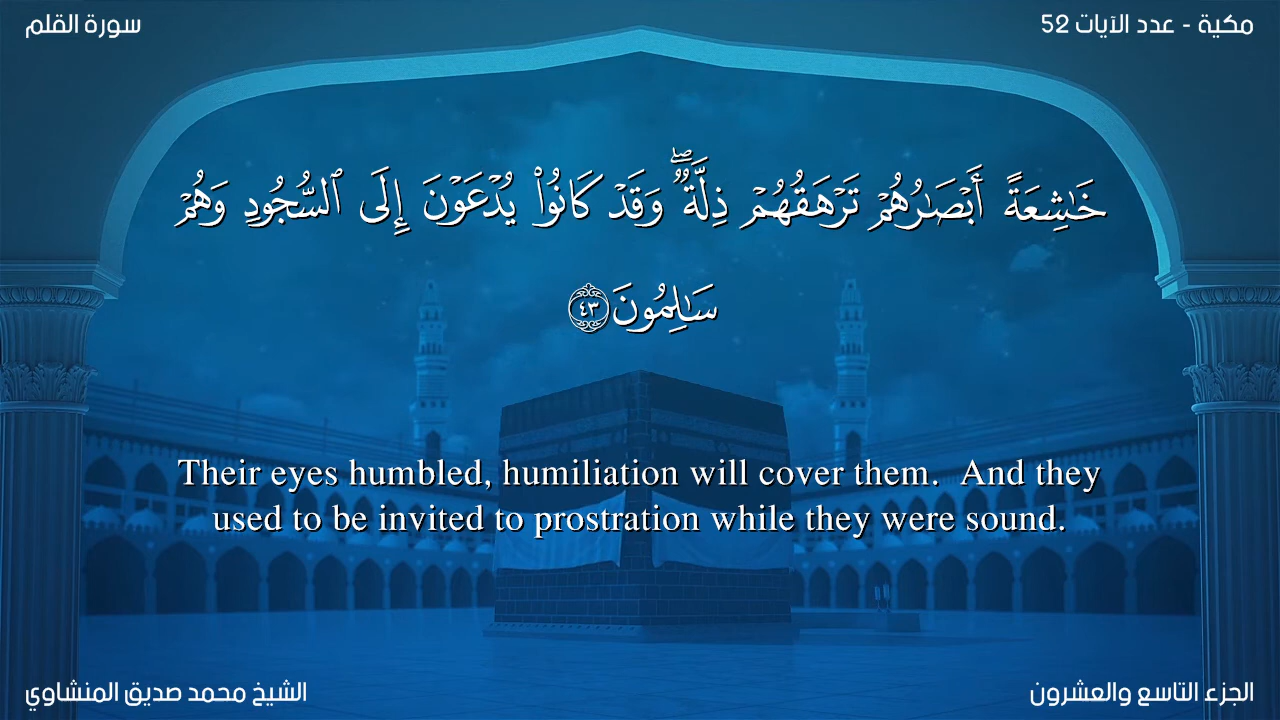 مكية - عدد الآيات 52
سورة القلم
خَٰشِعَةً أَبْصَٰرُهُمْ تَرْهَقُهُمْ ذِلَّةٌۖ وَقَدْ كَانُوا۟ يُدْعَوْنَ إِلَى ٱلسُّجُودِ وَهُمْ
سَٰلِمُونَ ٤٣
Their eyes humbled, humiliation will cover them.  And they
used to be invited to prostration while they were sound.
الجزء التاسع والعشرون
الشيخ محمد صديق المنشاوي